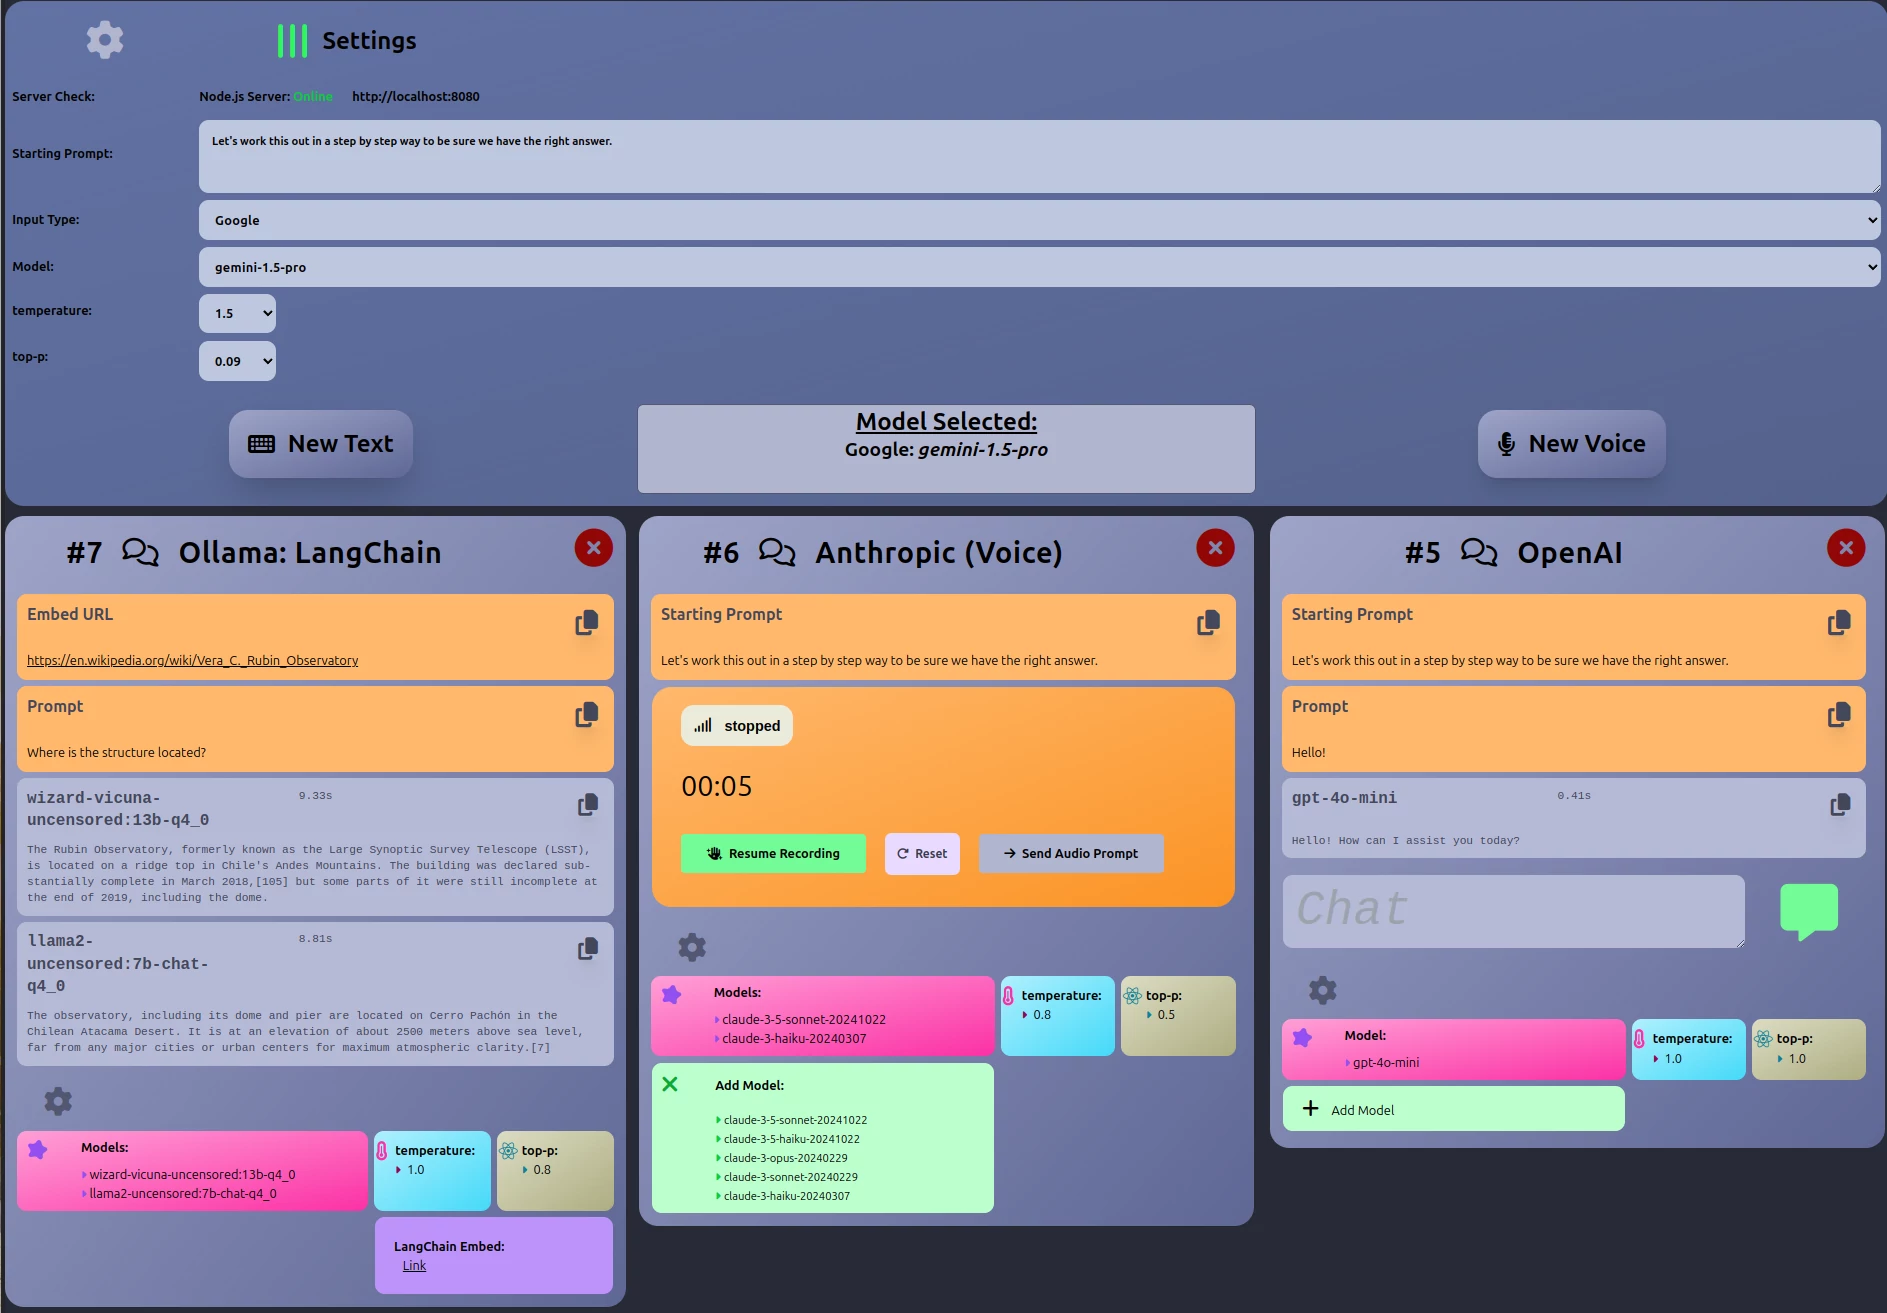 Settings
Server Check:
Node.js Server: Online http://localhost:8080
Starting Prompt:
Let's work this out in a step by step way to be sure we have the right answer.
Input Type:
Google
Model:
gemini-1.5-pro
temperature:
1.5
top-p:
0.09
New Text
Model Selected:
Google: gemini-1.5-pro
New Voice
#7 Ollama: LangChain
Embed URL
https://en.wikipedia.org/wiki/Vera_C._Rubin_Observatory
Prompt
Where is the structure located?
wizard-vicuna-
uncensored:13b-q4_0
9.33s
The Rubin Observatory, formerly known as the Large Synoptic Survey Telescope (LSST),
is located on a ridge top in Chile's Andes Mountains. The building was declared sub-
stantially complete in March 2018,[105] but some parts of it were still incomplete at
the end of 2019, including the dome.
llama2-
uncensored:7b-chat-
q4_0
8.81s
The observatory, including its dome and pier are located on Cerro Pachón in the
Chilean Atacama Desert. It is at an elevation of about 2500 meters above sea level,
far from any major cities or urban centers for maximum atmospheric clarity.[7]
Models:
wizard-vicuna-uncensored:13b-q4_0
llama2-uncensored:7b-chat-q4_0
temperature:
1.0
top-p:
0.8
LangChain Embed:
Link
#6 Anthropic (Voice)
Starting Prompt
Let's work this out in a step by step way to be sure we have the right answer.
stopped
00:05
Resume Recording
Reset
Send Audio Prompt
Models:
claude-3-5-sonnet-20241022
claude-3-haiku-20240307
temperature:
0.8
top-p:
0.5
Add Model:
claude-3-5-sonnet-20241022
claude-3-5-haiku-20241022
claude-3-opus-20240229
claude-3-sonnet-20240229
claude-3-haiku-20240307
#5 OpenAI
Starting Prompt
Let's work this out in a step by step way to be sure we have the right answer.
Prompt
Hello!
gpt-4o-mini
0.41s
Hello! How can I assist you today?
Chat
Model:
gpt-4o-mini
temperature:
1.0
top-p:
1.0
Add Model